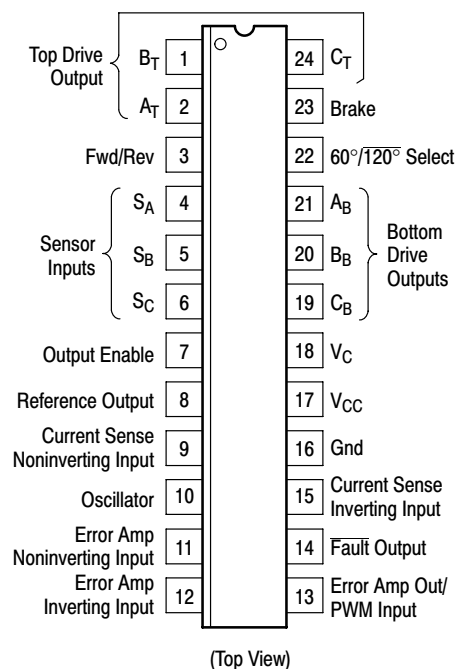 Top Drive
Output
B_T 1
A_T 2
Fwd/Rev 3
Sensor
Inputs
S_A 4
S_B 5
S_C 6
Output Enable 7
Reference Output 8
Current Sense
Noninverting Input 9
Oscillator 10
Error Amp
Noninverting Input 11
Error Amp
Inverting Input 12
24 C_T
23 Brake
22 60°/1̅2̅0̅°̅ Select
21 A_B
20 B_B
19 C_B
Bottom
Drive
Outputs
18 V_C
17 V_CC
16 Gnd
15 Current Sense
Inverting Input
14 F̅a̅u̅l̅t̅ Output
13 Error Amp Out/
PWM Input
(Top View)